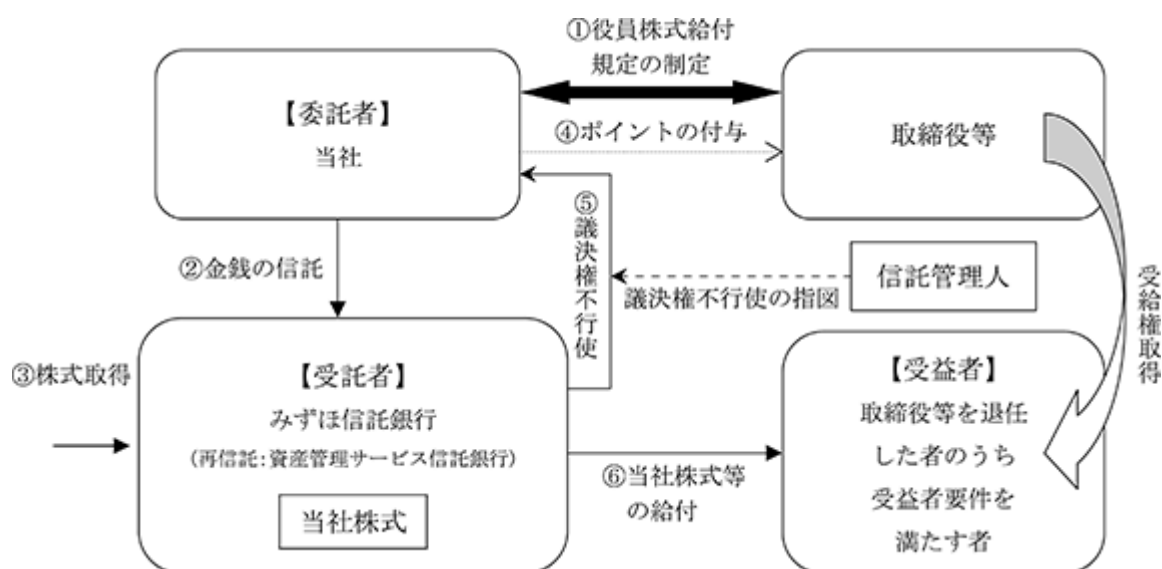 ①役員株式給付
規定の制定
【委託者】
当社
④ポイントの付与
取締役等
②金銭の信託
⑤議決権不行使
議決権不行使の指図
信託管理人
受給権取得
③株式取得
【受託者】
みずほ信託銀行
(再信託:資産管理サービス信託銀行)
当社株式
⑥当社株式等
の給付
【受益者】
取締役等を退任
した者のうち
受益者要件を
満たす者